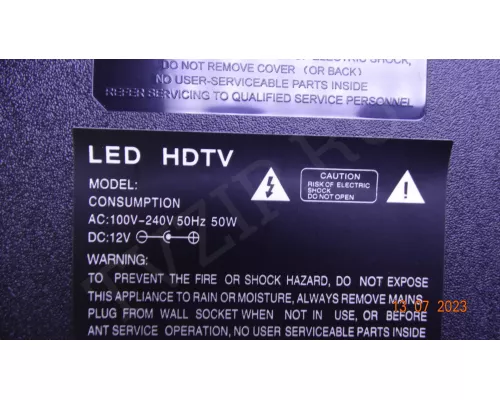 DO NOT REMOVE COVER (OR BACK)
NO USER-SERVICEABLE PARTS INSIDE
REFER SERVICING TO QUALIFIED SERVICE PERSONNEL
LED HDTV
MODEL:
CONSUMPTION
AC:100V-240V 50Hz 50W
DC:12V
CAUTION
RISK OF ELECTRIC
SHOCK
DO NOT OPEN
WARNING:
TO PREVENT THE FIRE OR SHOCK HAZARD, DO NOT EXPOSE
THIS APPLIANCE TO RAIN OR MOISTURE, ALWAYS REMOVE MAINS
PLUG FROM WALL SOCKET WHEN NOT IN USE, OR BEFORE
ANT SERVICE OPERATION, NO USER SERVICEABLE PARTS INSIDE
13 07 2023